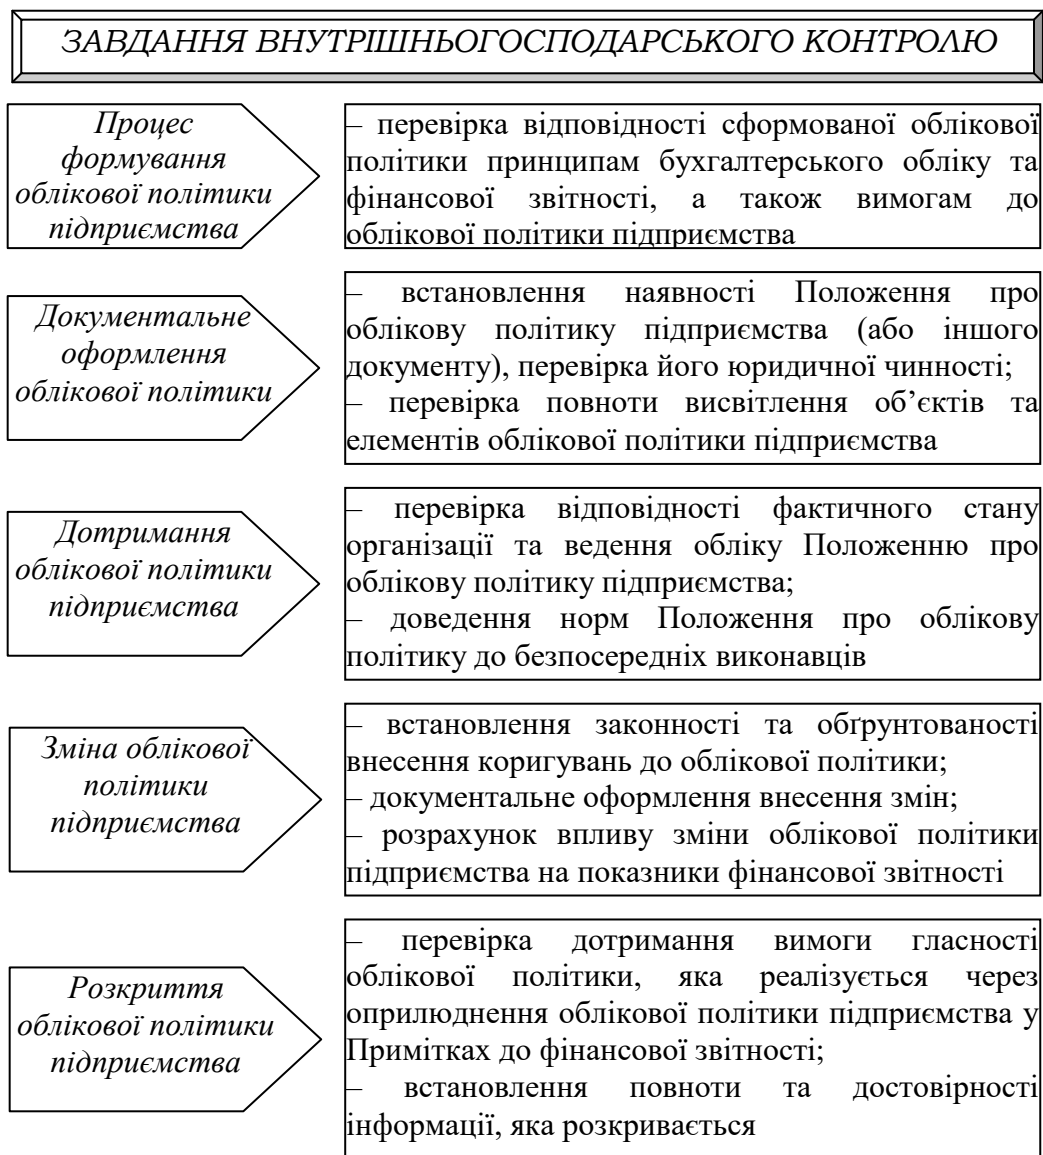 ЗАВДАННЯ ВНУТРІШНЬОГОСПОДАРСЬКОГО КОНТРОЛЮ
Процес
формування
облікової політики
підприємства
– перевірка відповідності сформованої облікової
політики принципам бухгалтерського обліку та
фінансової звітності, а також вимогам до
облікової політики підприємства
Документальне
оформлення
облікової політики
– встановлення наявності Положення про
облікову політику підприємства (або іншого
документу), перевірка його юридичної чинності;
– перевірка повноти висвітлення об’єктів та
елементів облікової політики підприємства
Дотримання
облікової політики
підприємства
– перевірка відповідності фактичного стану
організації та ведення обліку Положенню про
облікову політику підприємства;
– доведення норм Положення про облікову
політику до безпосередніх виконавців
Зміна облікової
політики
підприємства
– встановлення законності та обґрунтованості
внесення коригувань до облікової політики;
– документальне оформлення внесення змін;
– розрахунок впливу зміни облікової політики
підприємства на показники фінансової звітності
Розкриття
облікової політики
підприємства
– перевірка дотримання вимоги гласності
облікової політики, яка реалізується через
оприлюднення облікової політики підприємства у
Примітках до фінансової звітності;
– встановлення повноти та достовірності
інформації, яка розкривається